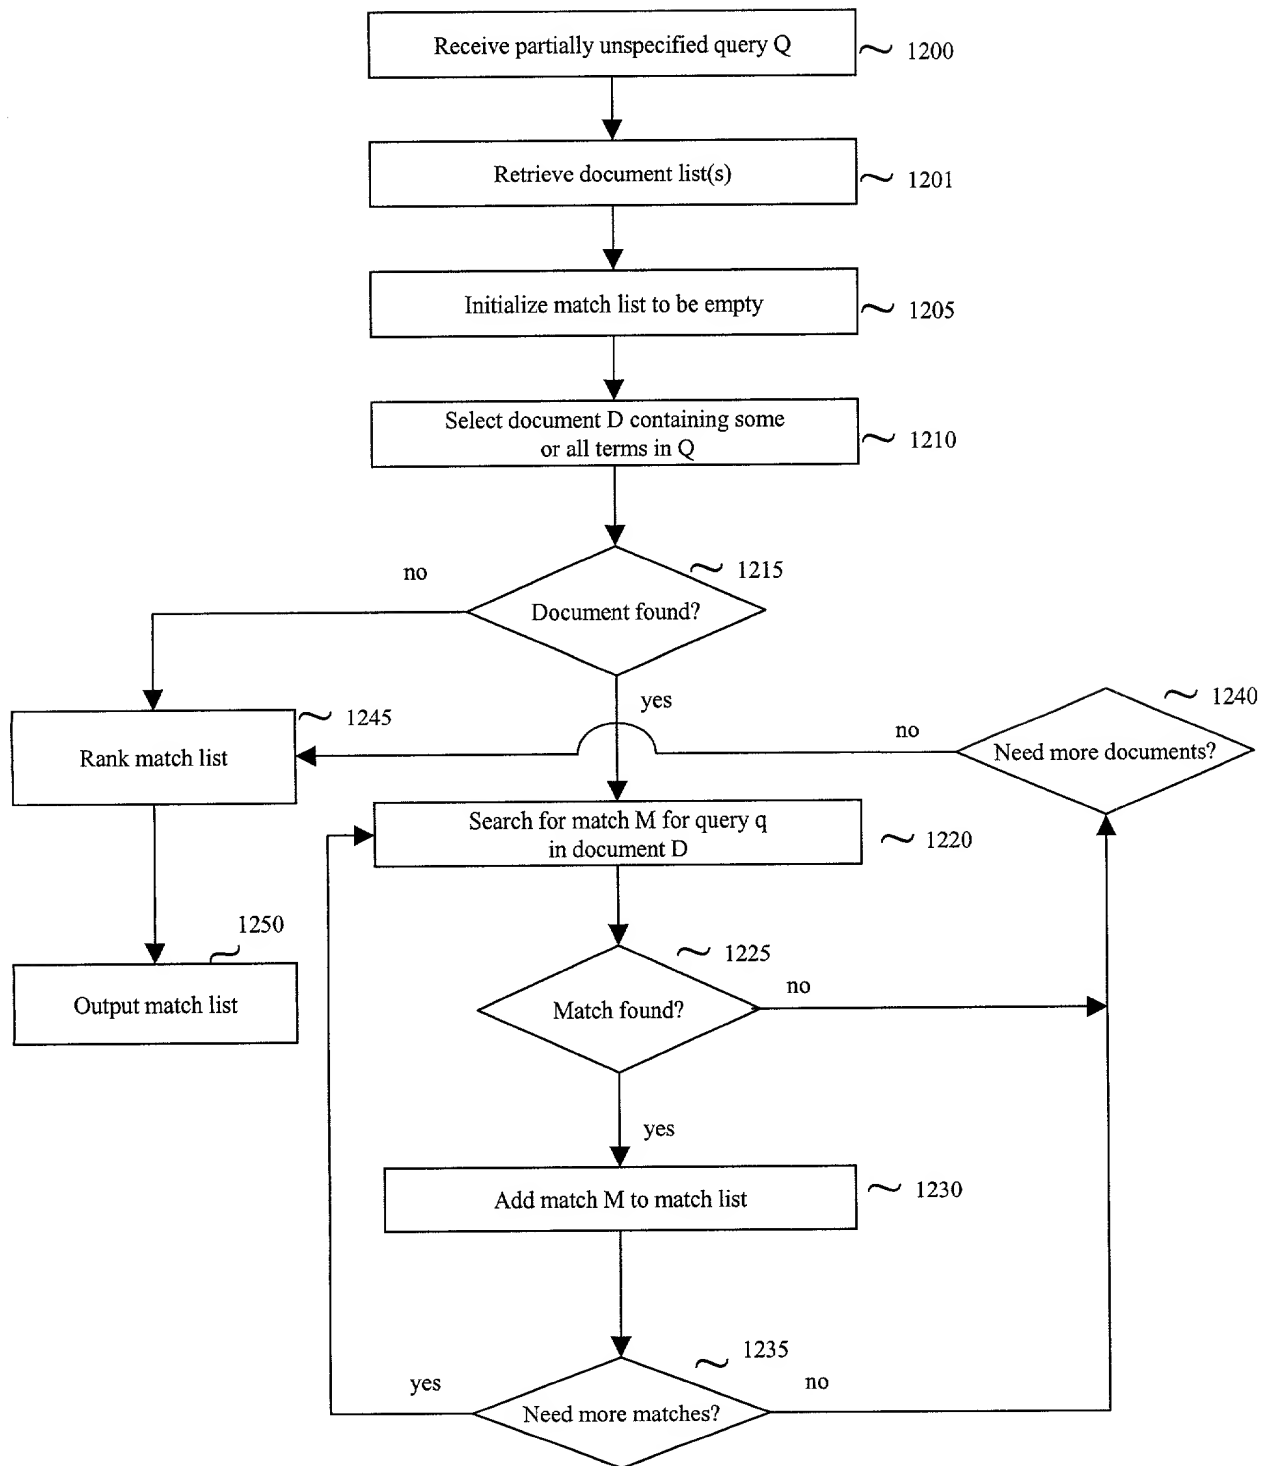 Receive partially unspecified query Q
1200
Retrieve document list(s)
1201
Initialize match list to be empty
1205
Select document D containing some
or all terms in Q
1210
no
1215
Document found?
yes
1240
1245
no
Rank match list
Need more documents?
Search for match M for query q
in document D
1220
1250
1225
Output match list
no
Match found?
yes
Add match M to match list
1230
1235
yes
no
Need more matches?